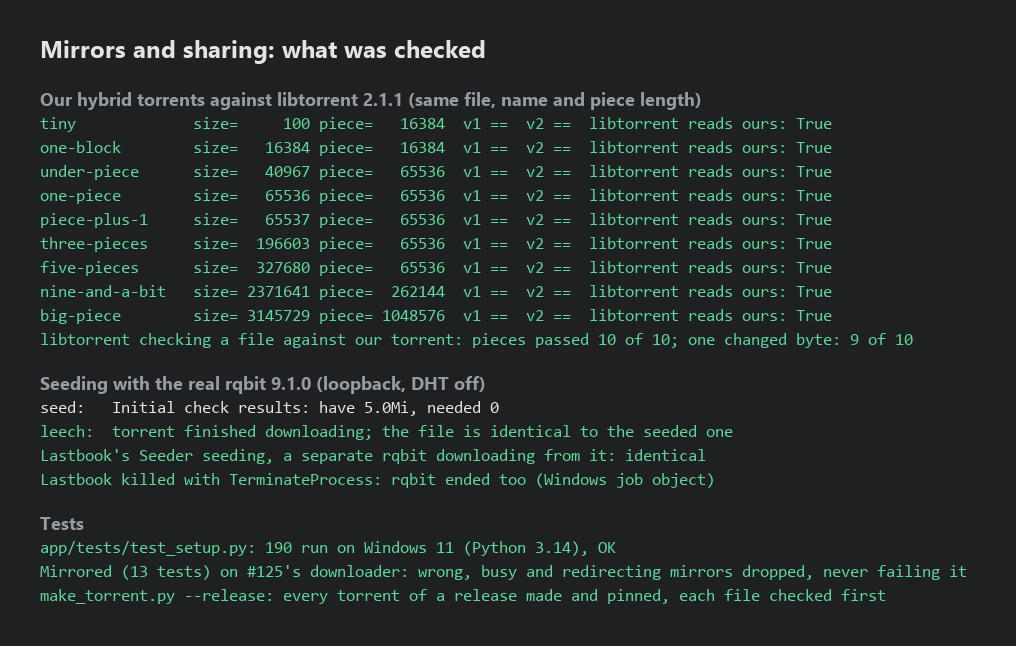 Mirrors and sharing: what was checked
Our hybrid torrents against libtorrent 2.1.1 (same file, name and piece length)
tiny             size=     100 piece=   16384  v1 ==  v2 ==  libtorrent reads ours: True
one-block        size=   16384 piece=   16384  v1 ==  v2 ==  libtorrent reads ours: True
under-piece      size=   40967 piece=   65536  v1 ==  v2 ==  libtorrent reads ours: True
one-piece        size=   65536 piece=   65536  v1 ==  v2 ==  libtorrent reads ours: True
piece-plus-1     size=   65537 piece=   65536  v1 ==  v2 ==  libtorrent reads ours: True
three-pieces     size=  196603 piece=   65536  v1 ==  v2 ==  libtorrent reads ours: True
five-pieces      size=  327680 piece=   65536  v1 ==  v2 ==  libtorrent reads ours: True
nine-and-a-bit   size= 2371641 piece=  262144  v1 ==  v2 ==  libtorrent reads ours: True
big-piece        size= 3145729 piece= 1048576  v1 ==  v2 ==  libtorrent reads ours: True
libtorrent checking a file against our torrent: pieces passed 10 of 10; one changed byte: 9 of 10
Seeding with the real rqbit 9.1.0 (loopback, DHT off)
seed:   Initial check results: have 5.0Mi, needed 0
leech:  torrent finished downloading; the file is identical to the seeded one
Lastbook's Seeder seeding, a separate rqbit downloading from it: identical
Lastbook killed with TerminateProcess: rqbit ended too (Windows job object)
Tests
app/tests/test_setup.py: 190 run on Windows 11 (Python 3.14), OK
Mirrored (13 tests) on #125's downloader: wrong, busy and redirecting mirrors dropped, never failing it
make_torrent.py --release: every torrent of a release made and pinned, each file checked first